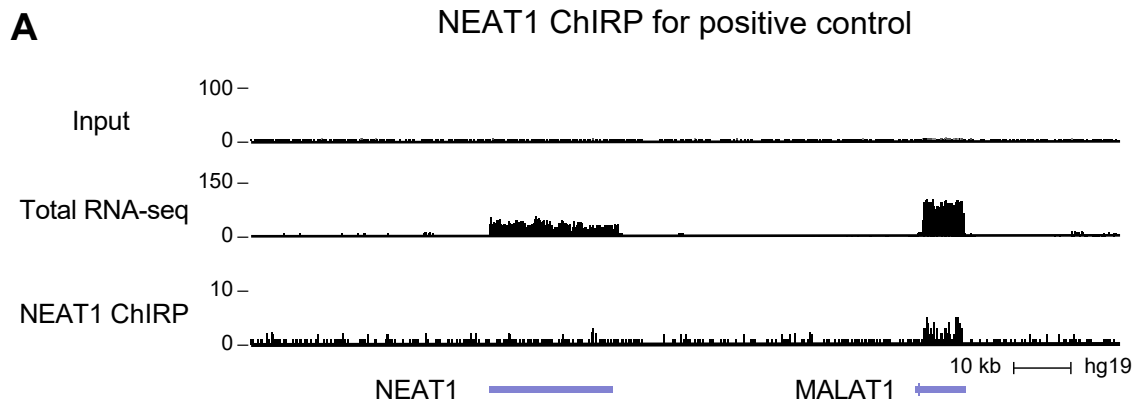 A
NEAT1 ChIRP for positive control
100
Input
0
150
Total RNA-seq
0
10
NEAT1 ChIRP
0
10 kb hg19
NEAT1 MALAT1